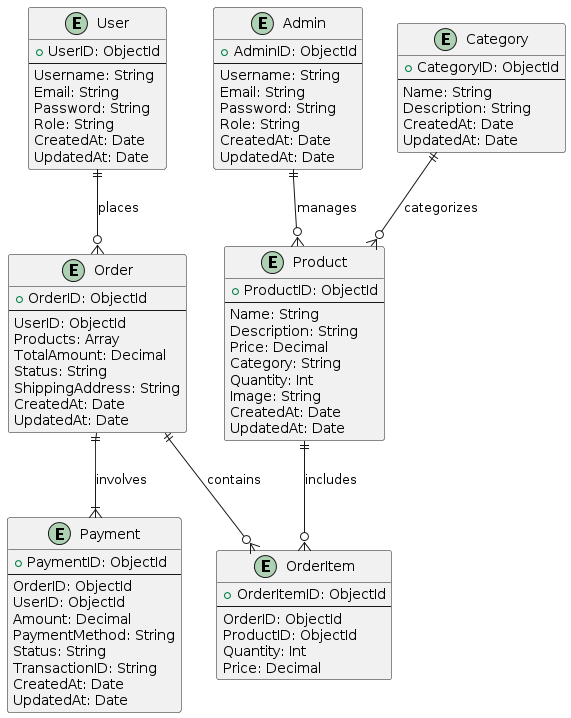 E User
UserID: ObjectId
Username: String
Email: String
Password: String
Role: String
CreatedAt: Date
UpdatedAt: Date
E Admin
AdminID: ObjectId
Username: String
Email: String
Password: String
Role: String
CreatedAt: Date
UpdatedAt: Date
E Category
CategoryID: ObjectId
Name: String
Description: String
CreatedAt: Date
UpdatedAt: Date
places
manages
categorizes
E Order
OrderID: ObjectId
UserID: ObjectId
Products: Array
TotalAmount: Decimal
Status: String
ShippingAddress: String
CreatedAt: Date
UpdatedAt: Date
E Product
ProductID: ObjectId
Name: String
Description: String
Price: Decimal
Category: String
Quantity: Int
Image: String
CreatedAt: Date
UpdatedAt: Date
involves
contains
includes
E Payment
PaymentID: ObjectId
OrderID: ObjectId
UserID: ObjectId
Amount: Decimal
PaymentMethod: String
Status: String
TransactionID: String
CreatedAt: Date
UpdatedAt: Date
E OrderItem
OrderItemID: ObjectId
OrderID: ObjectId
ProductID: ObjectId
Quantity: Int
Price: Decimal